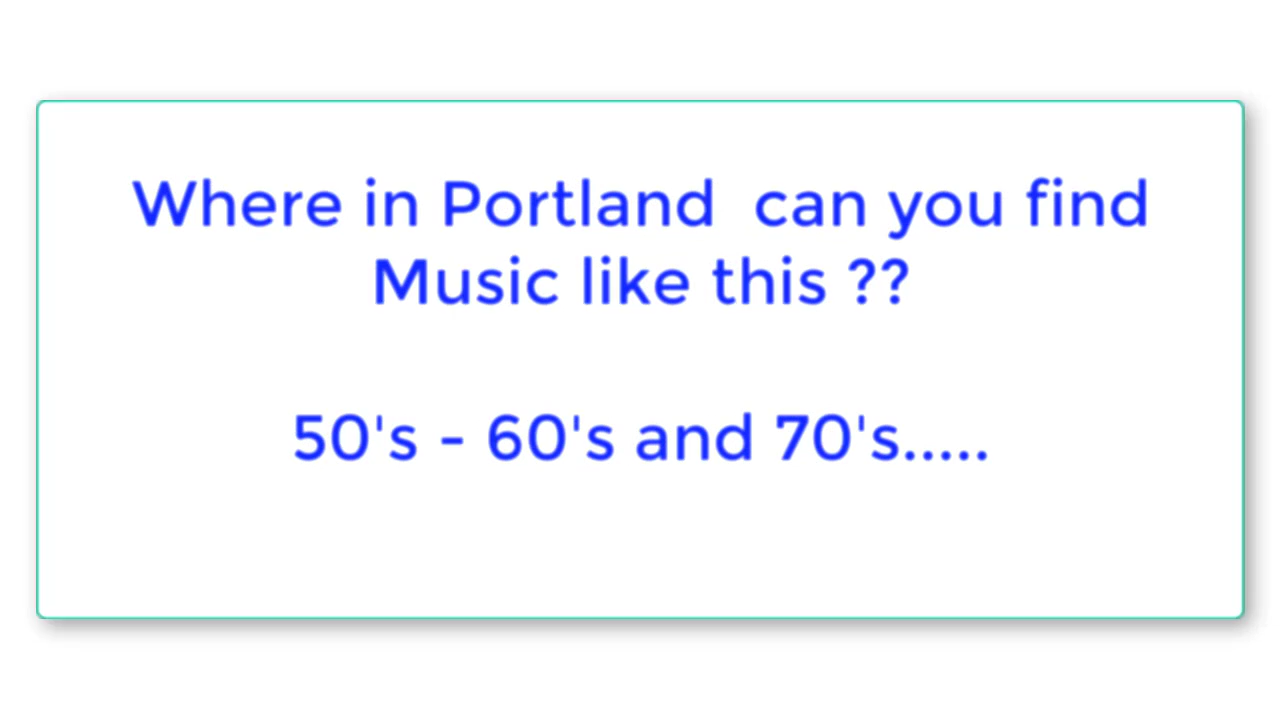 Where in Portland  can you find
Music like this ??
50's - 60's and 70's.....